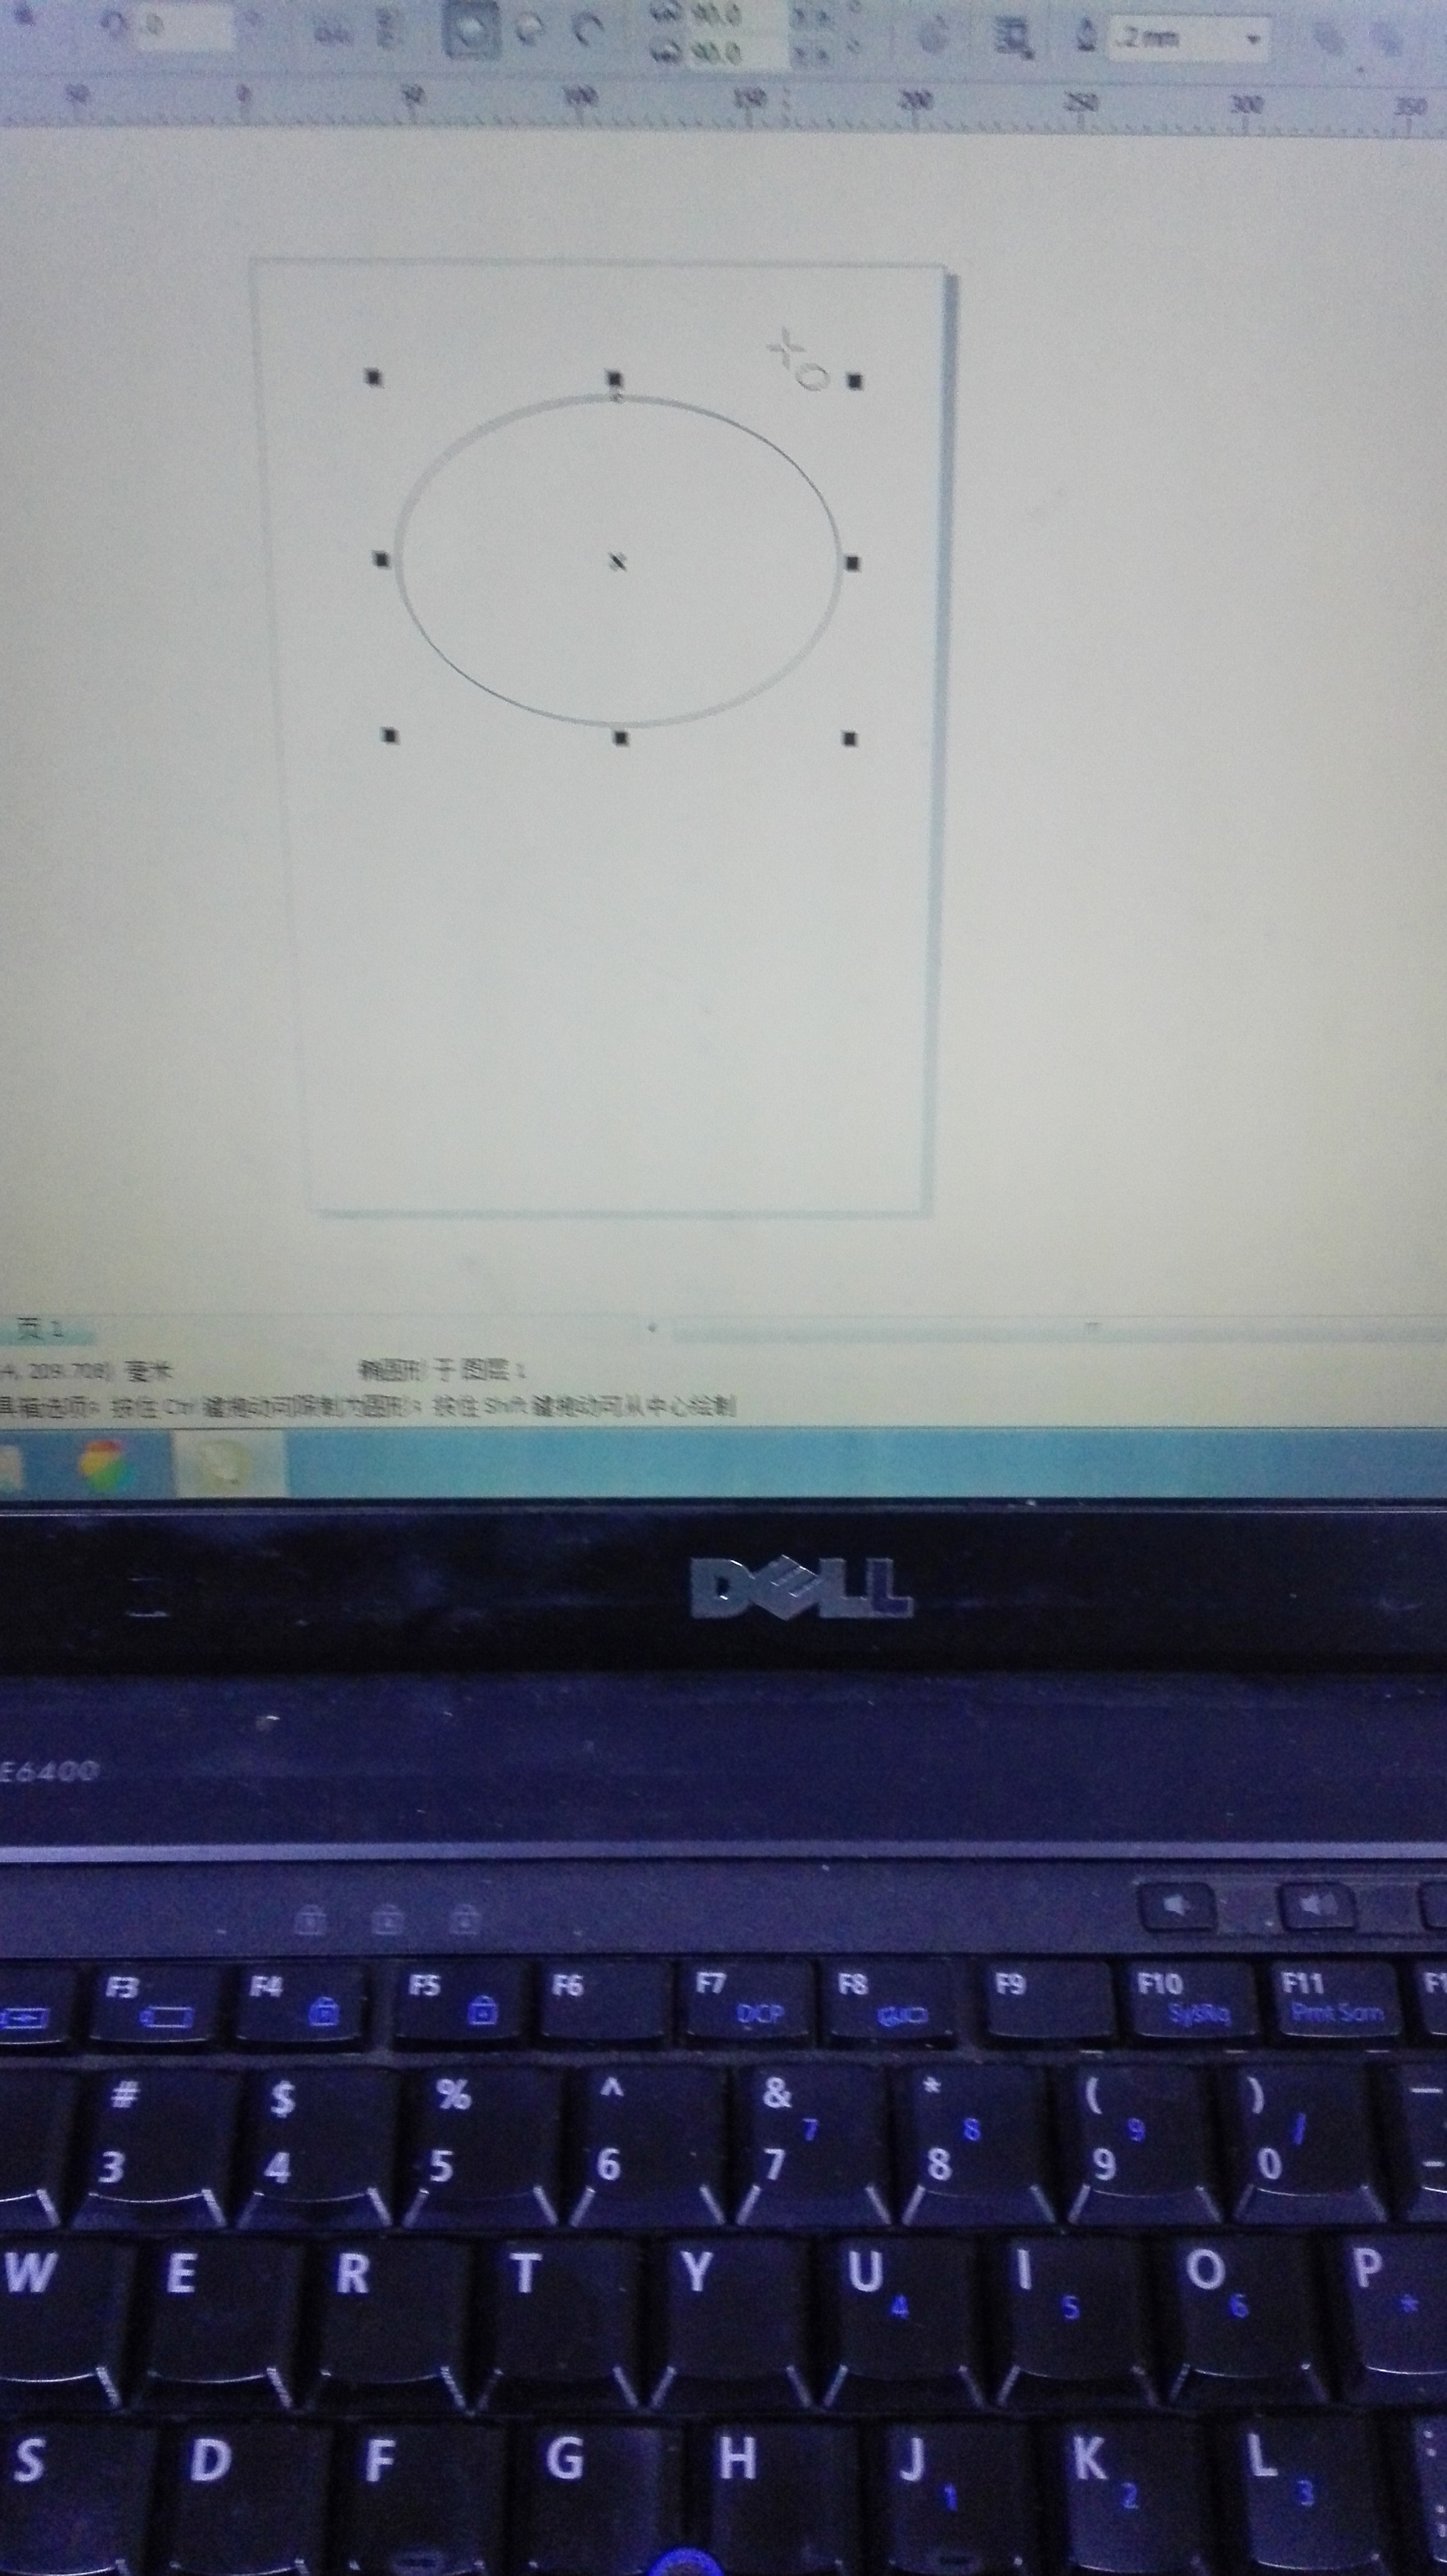 .0
90.0
90.0
.2 mm
50 0 50 100 150 200 250 300 350
页 1
209.708) 毫米
椭圆形 于 图层 1
具箱选项；按住 Ctrl 键拖动可限制为圆形；按住 Shift 键拖动可从中心绘制
DELL
E6400
F3 F4 F5 F6 F7 DCP F8 F9 F10 SysRq F11 Prnt Scrn
# $ % ^ & * ( ) —
3 4 5 6 7 7 8 8 9 9 0 / -
W E R T Y U 4 I 5 O 6 P *
S D F G H J 1 K 2 L 3